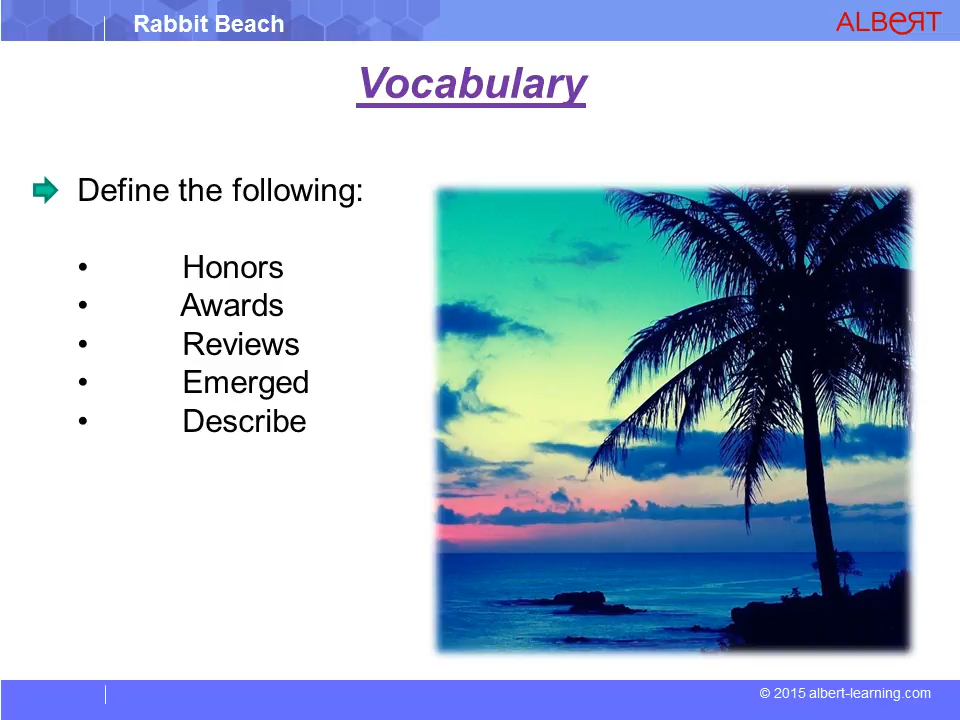 Rabbit Beach
ALBERT
Vocabulary
Define the following:
• Honors
• Awards
• Reviews
• Emerged
• Describe
© 2015 albert-learning.com